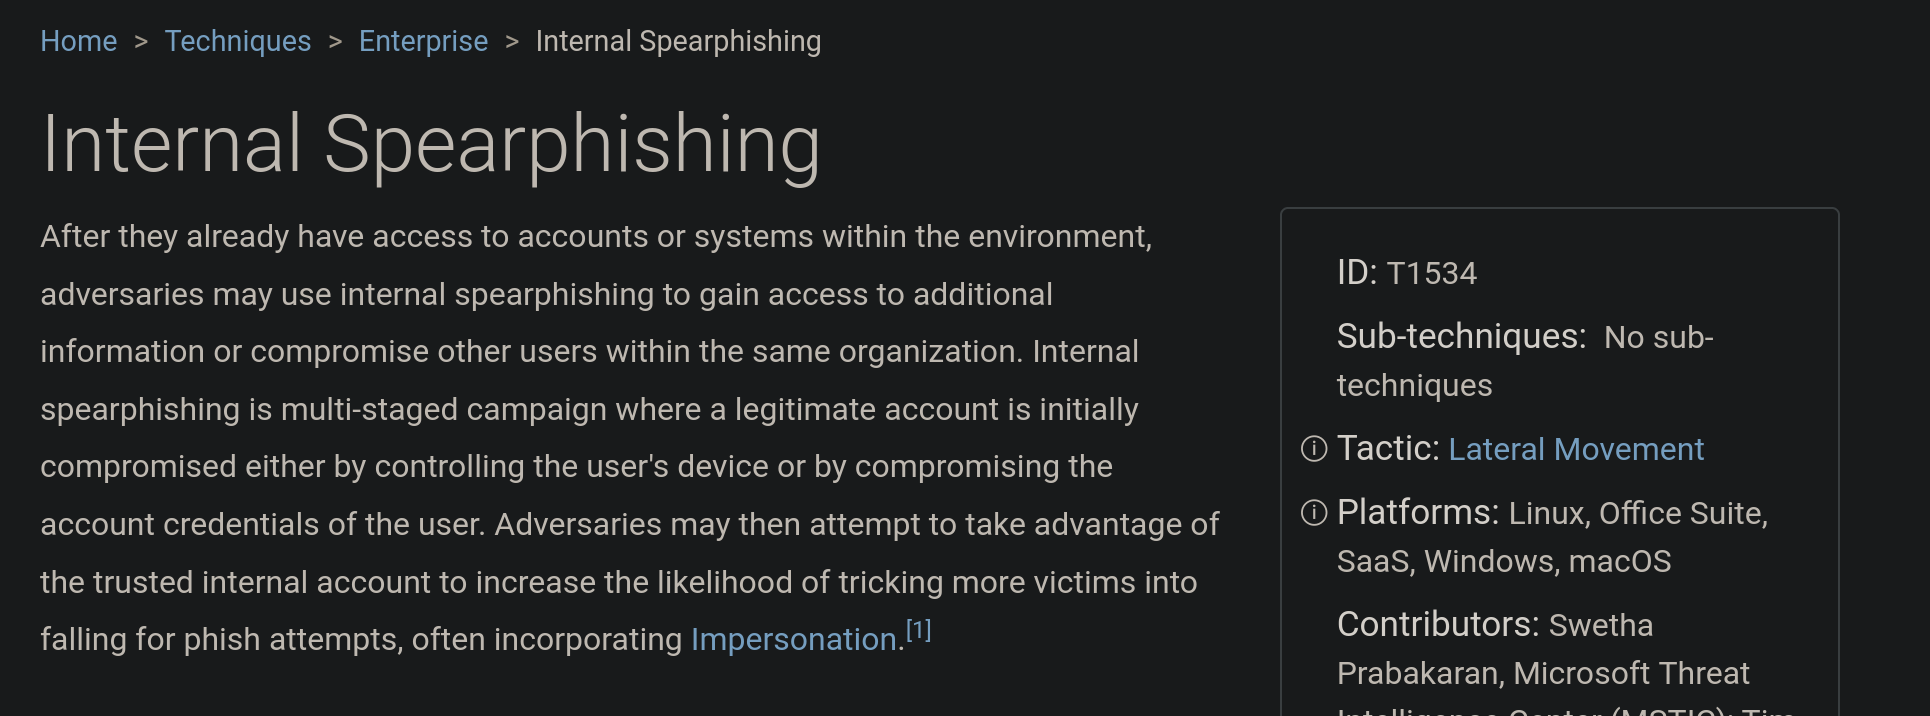 Home > Techniques > Enterprise > Internal Spearphishing
Internal Spearphishing
After they already have access to accounts or systems within the environment,
adversaries may use internal spearphishing to gain access to additional
information or compromise other users within the same organization. Internal
spearphishing is multi-staged campaign where a legitimate account is initially
compromised either by controlling the user's device or by compromising the
account credentials of the user. Adversaries may then attempt to take advantage of
the trusted internal account to increase the likelihood of tricking more victims into
falling for phish attempts, often incorporating Impersonation.[1]
ID: T1534
Sub-techniques: No sub-
techniques
ⓘ Tactic: Lateral Movement
ⓘ Platforms: Linux, Office Suite,
SaaS, Windows, macOS
Contributors: Swetha
Prabakaran, Microsoft Threat
Intelligence Center (MSTIC); Tim